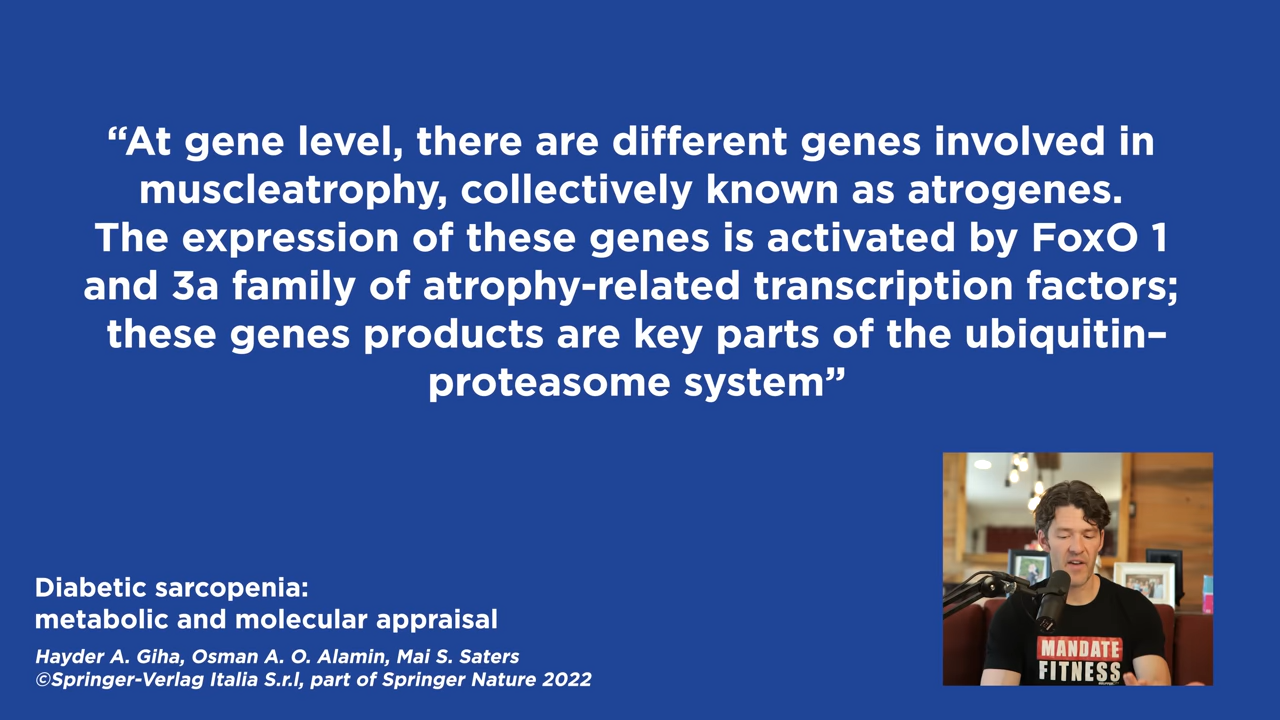 “At gene level, there are different genes involved in
muscleatrophy, collectively known as atrogenes.
The expression of these genes is activated by FoxO 1
and 3a family of atrophy-related transcription factors;
these genes products are key parts of the ubiquitin–
proteasome system”
Diabetic sarcopenia:
metabolic and molecular appraisal
Hayder A. Giha, Osman A. O. Alamin, Mai S. Saters
©Springer-Verlag Italia S.r.l, part of Springer Nature 2022
MANDATE
FITNESS